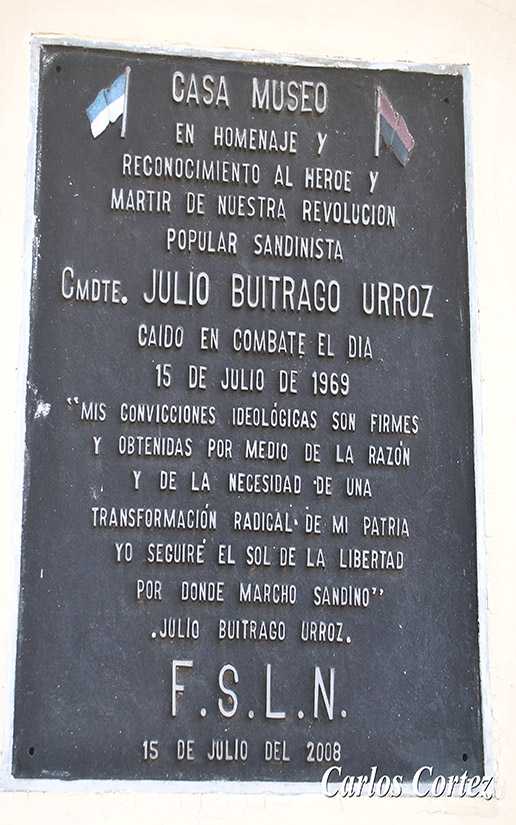 CASA MUSEO
EN HOMENAJE Y
RECONOCIMIENTO AL HEROE Y
MARTIR DE NUESTRA REVOLUCION
POPULAR SANDINISTA
CMDTE. JULIO BUITRAGO URROZ
CAIDO EN COMBATE EL DIA
15 DE JULIO DE 1969
"MIS CONVICCIONES IDEOLÓGICAS SON FIRMES
Y OBTENIDAS POR MEDIO DE LA RAZÓN
Y DE LA NECESIDAD DE UNA
TRANSFORMACIÓN RADICAL DE MI PATRIA
YO SEGUIRÉ EL SOL DE LA LIBERTAD
POR DONDE MARCHO SANDINO"
.JULIO BUITRAGO URROZ.
F.S.L.N.
15 DE JULIO DEL 2008
Carlos Cortez